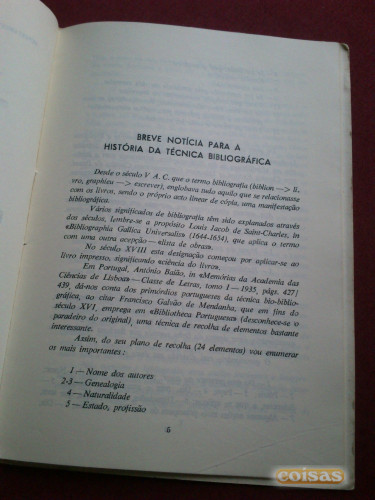 BREVE NOTÍCIA PARA A
HISTÓRIA DA TÉCNICA BIBLIOGRÁFICA
Desde o século V A. C. que o termo bibliografia (biblion —> li-
vro, graphien —> escrever), englobava tudo aquilo que se relacionasse
com os livros, sendo o próprio acto linear de cópia, uma manifestação
bibliográfica.
Vários significados de bibliografia têm sido explanados através
dos séculos, lembre-se a propósito Louis Jacob de Saint-Charles, in
«Bibliographia Gallica Universalis» (1644-1654), que aplica o termo
com uma outra acepção — «lista de obras».
No século XVIII esta designação começou por aplicar-se ao
livro impresso, significando «ciência do livro».
Em Portugal, António Baião, in «Memórias da Academia das
Ciências de Lisboa» — Classe de Letras, tomo I — 1935, pág. 427/
439, dá-nos conta dos primórdios portugueses da técnica bio-biblio-
gráfica, ao citar Francisco Galvão de Mendanha, que em fins do
século XVI, emprega em «Bibliotheca Portuguesa» (desconhece-se o
paradeiro do original), uma técnica de recolha de elementos bastante
interessante.
Assim, do seu plano de recolha (24 elementos) vou enumerar
os mais importantes:
1 — Nome dos autores
2-3 — Genealogia
4 — Naturalidade
5 — Estado, profissão
5
coisas